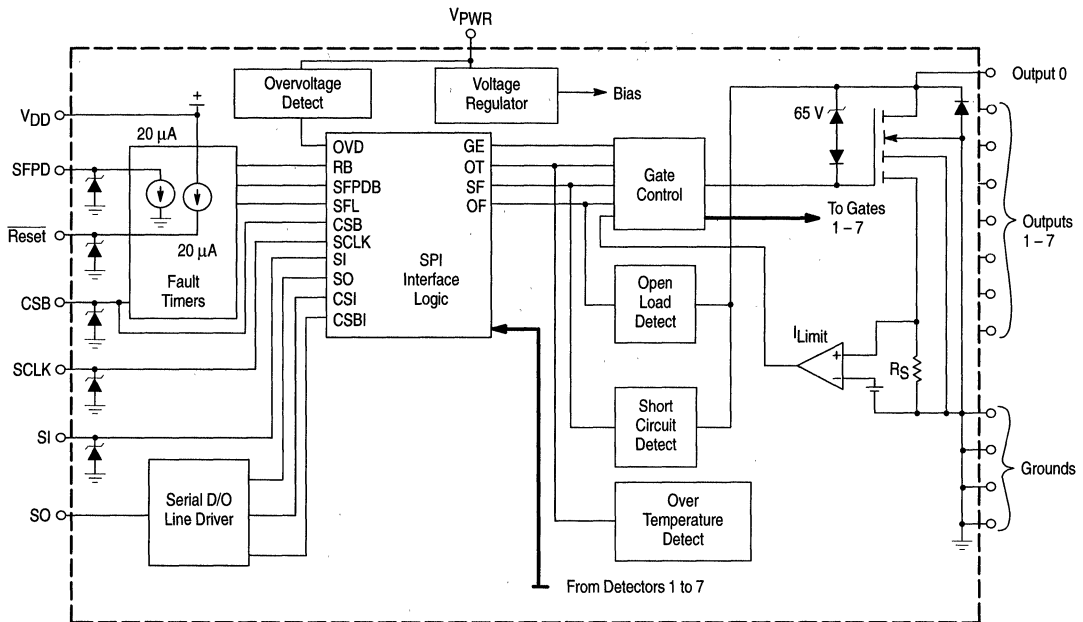 VPWR
Overvoltage
Detect
Voltage
Regulator
Bias
Output 0
VDD
+
20 μA
65 V
SFPD
Reset
20 μA
Fault
Timers
CSB
SCLK
SI
SO
OVD
RB
SFPDB
SFL
CSB
SCLK
SI
SO
CSI
CSBI
GE
OT
SF
OF
SPI
Interface
Logic
Gate
Control
To Gates
1 – 7
Outputs
1 – 7
Open
Load
Detect
ILimit
+
–
RS
Short
Circuit
Detect
Grounds
Serial D/O
Line Driver
Over
Temperature
Detect
From Detectors 1 to 7